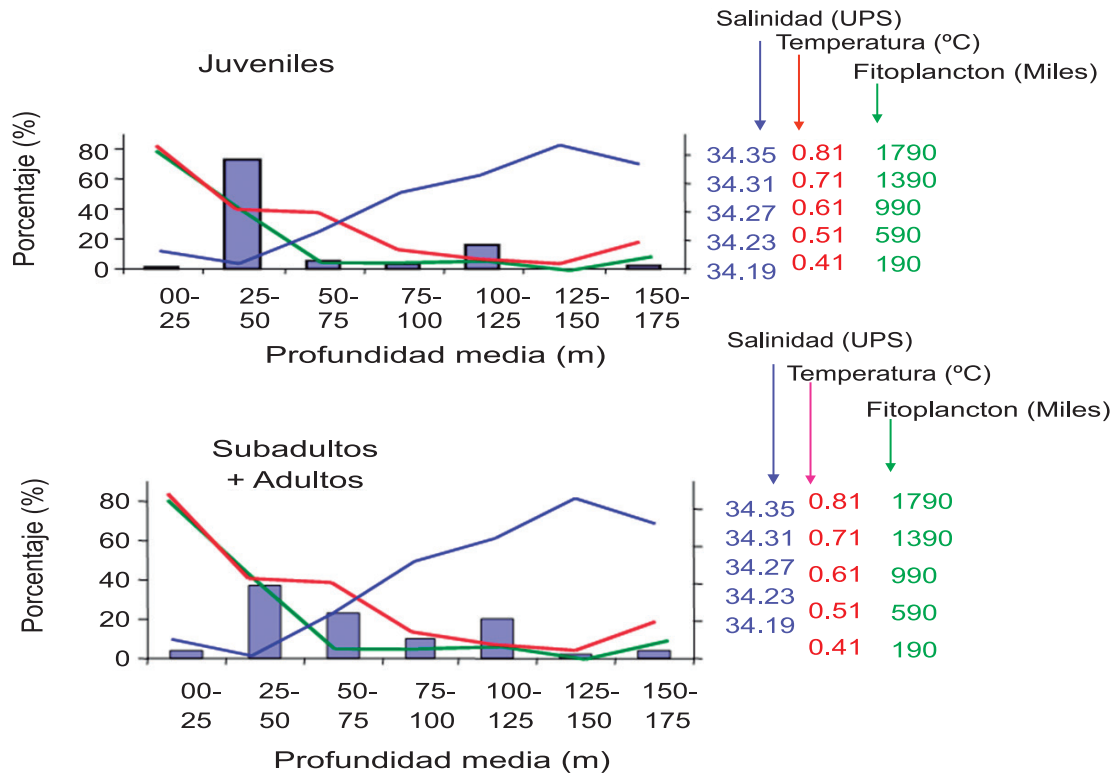 Salinidad (UPS)
Temperatura (ºC)
Fitoplancton (Miles)
Juveniles
Porcentaje (%)
80
60
40
20
0
00-
25
25-
50
50-
75
75-
100
100-
125
125-
150
150-
175
Profundidad media (m)
34.35 0.81 1790
34.31 0.71 1390
34.27 0.61 990
34.23 0.51 590
34.19 0.41 190
Salinidad (UPS)
Temperatura (ºC)
Fitoplancton (Miles)
Subadultos
+ Adultos
Porcentaje (%)
80
60
40
20
0
00-
25
25-
50
50-
75
75-
100
100-
125
125-
150
150-
175
Profundidad media (m)
34.35 0.81 1790
34.31 0.71 1390
34.27 0.61 990
34.23 0.51 590
34.19 0.41 190